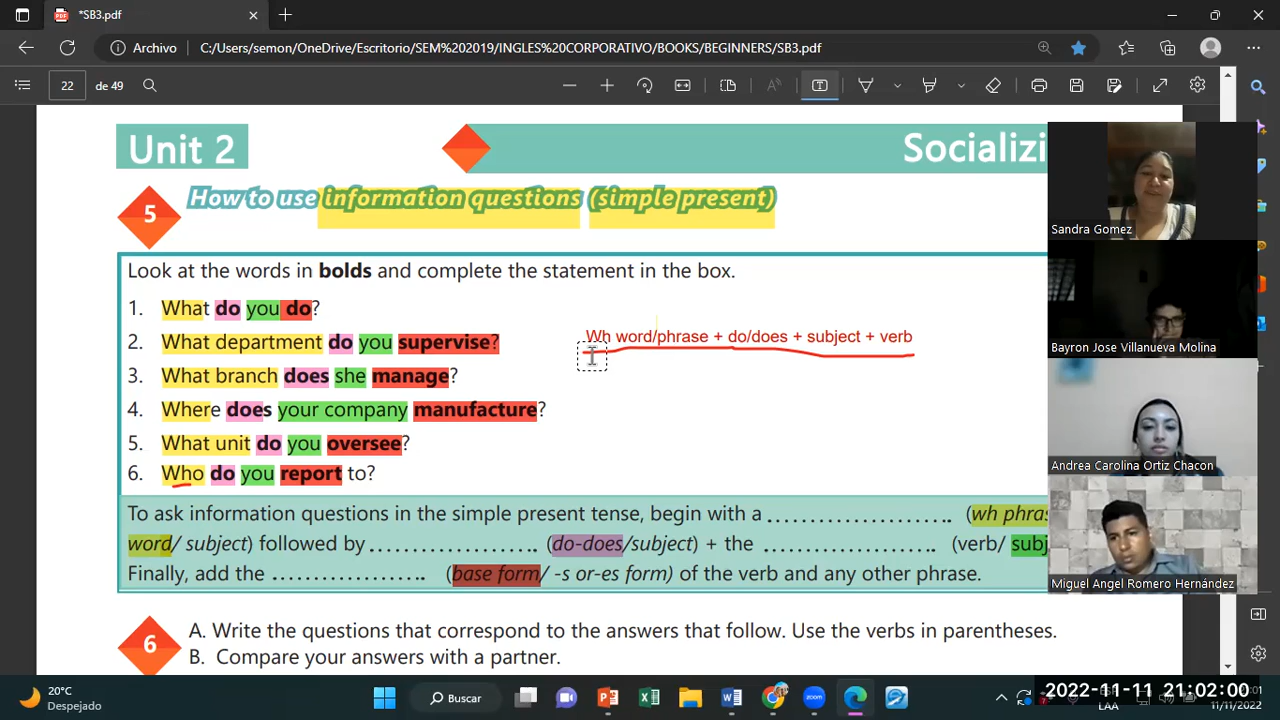 *SB3.pdf
Archivo
C:/Users/semon/OneDrive/Escritorio/SEM%202019/INGLES%20CORPORATIVO/BOOKS/BEGINNERS/SB3.pdf
22
de 49
Unit 2
Socializi
5
How to use information questions (simple present)
Look at the words in bolds and complete the statement in the box.
1. What do you do?
2. What department do you supervise?
Wh word/phrase + do/does + subject + verb
3. What branch does she manage?
4. Where does your company manufacture?
5. What unit do you oversee?
6. Who do you report to?
To ask information questions in the simple present tense, begin with a .......................... (wh phras
word/ subject) followed by ........................ (do-does/subject) + the ......................... (verb/ subj
Finally, add the ...................... (base form/ -s or-es form) of the verb and any other phrase.
6
A. Write the questions that correspond to the answers that follow. Use the verbs in parentheses.
B. Compare your answers with a partner.
Sandra Gomez
Bayron Jose Villanueva Molina
Andrea Carolina Ortiz Chacon
Miguel Angel Romero Hernández
20°C
Despejado
Buscar
LAA
2022-11-11 21:02:00
11/11/2022